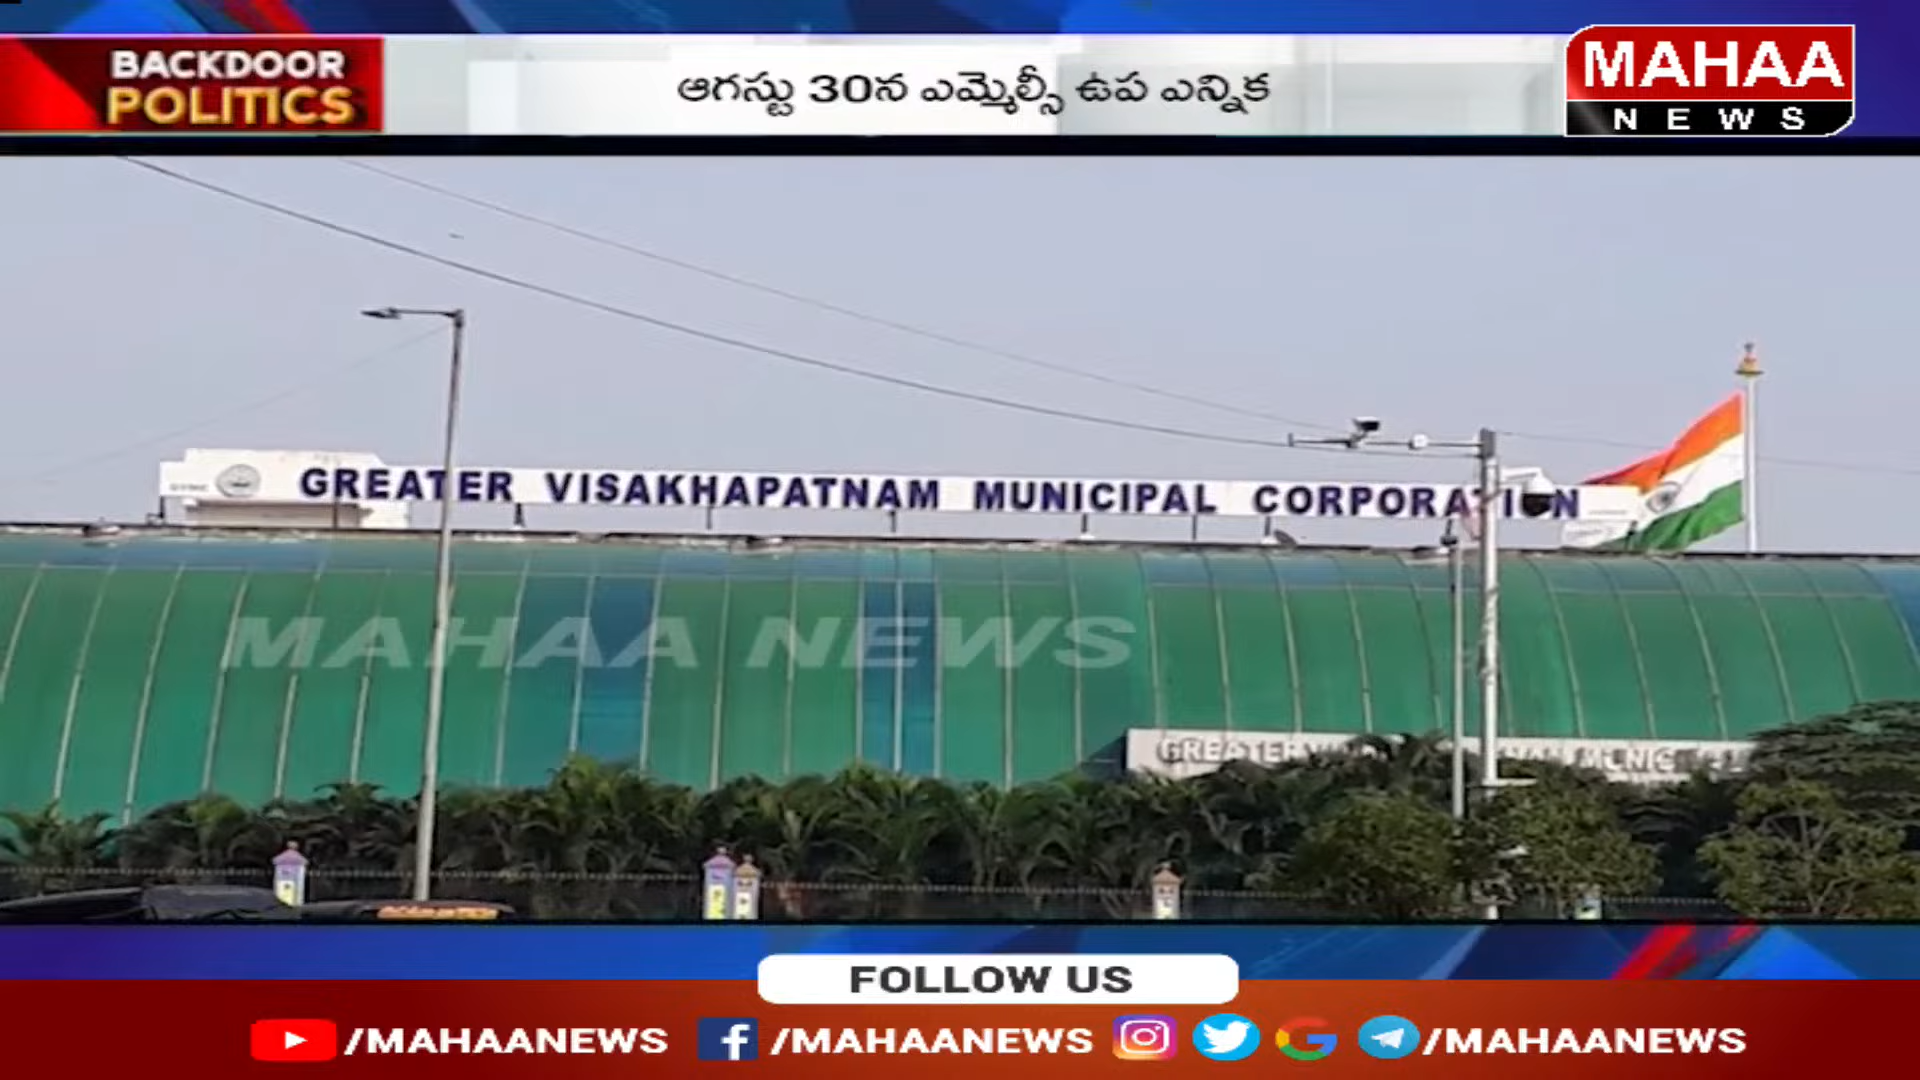 BACKDOOR
POLITICS
ఆగస్టు 30న ఎమ్మెల్సీ ఉప ఎన్నిక
MAHAA
NEWS
GREATER VISAKHAPATNAM MUNICIPAL CORPORATION
MAHAA NEWS
GREATER
FOLLOW US
/MAHAANEWS
/MAHAANEWS
/MAHAANEWS